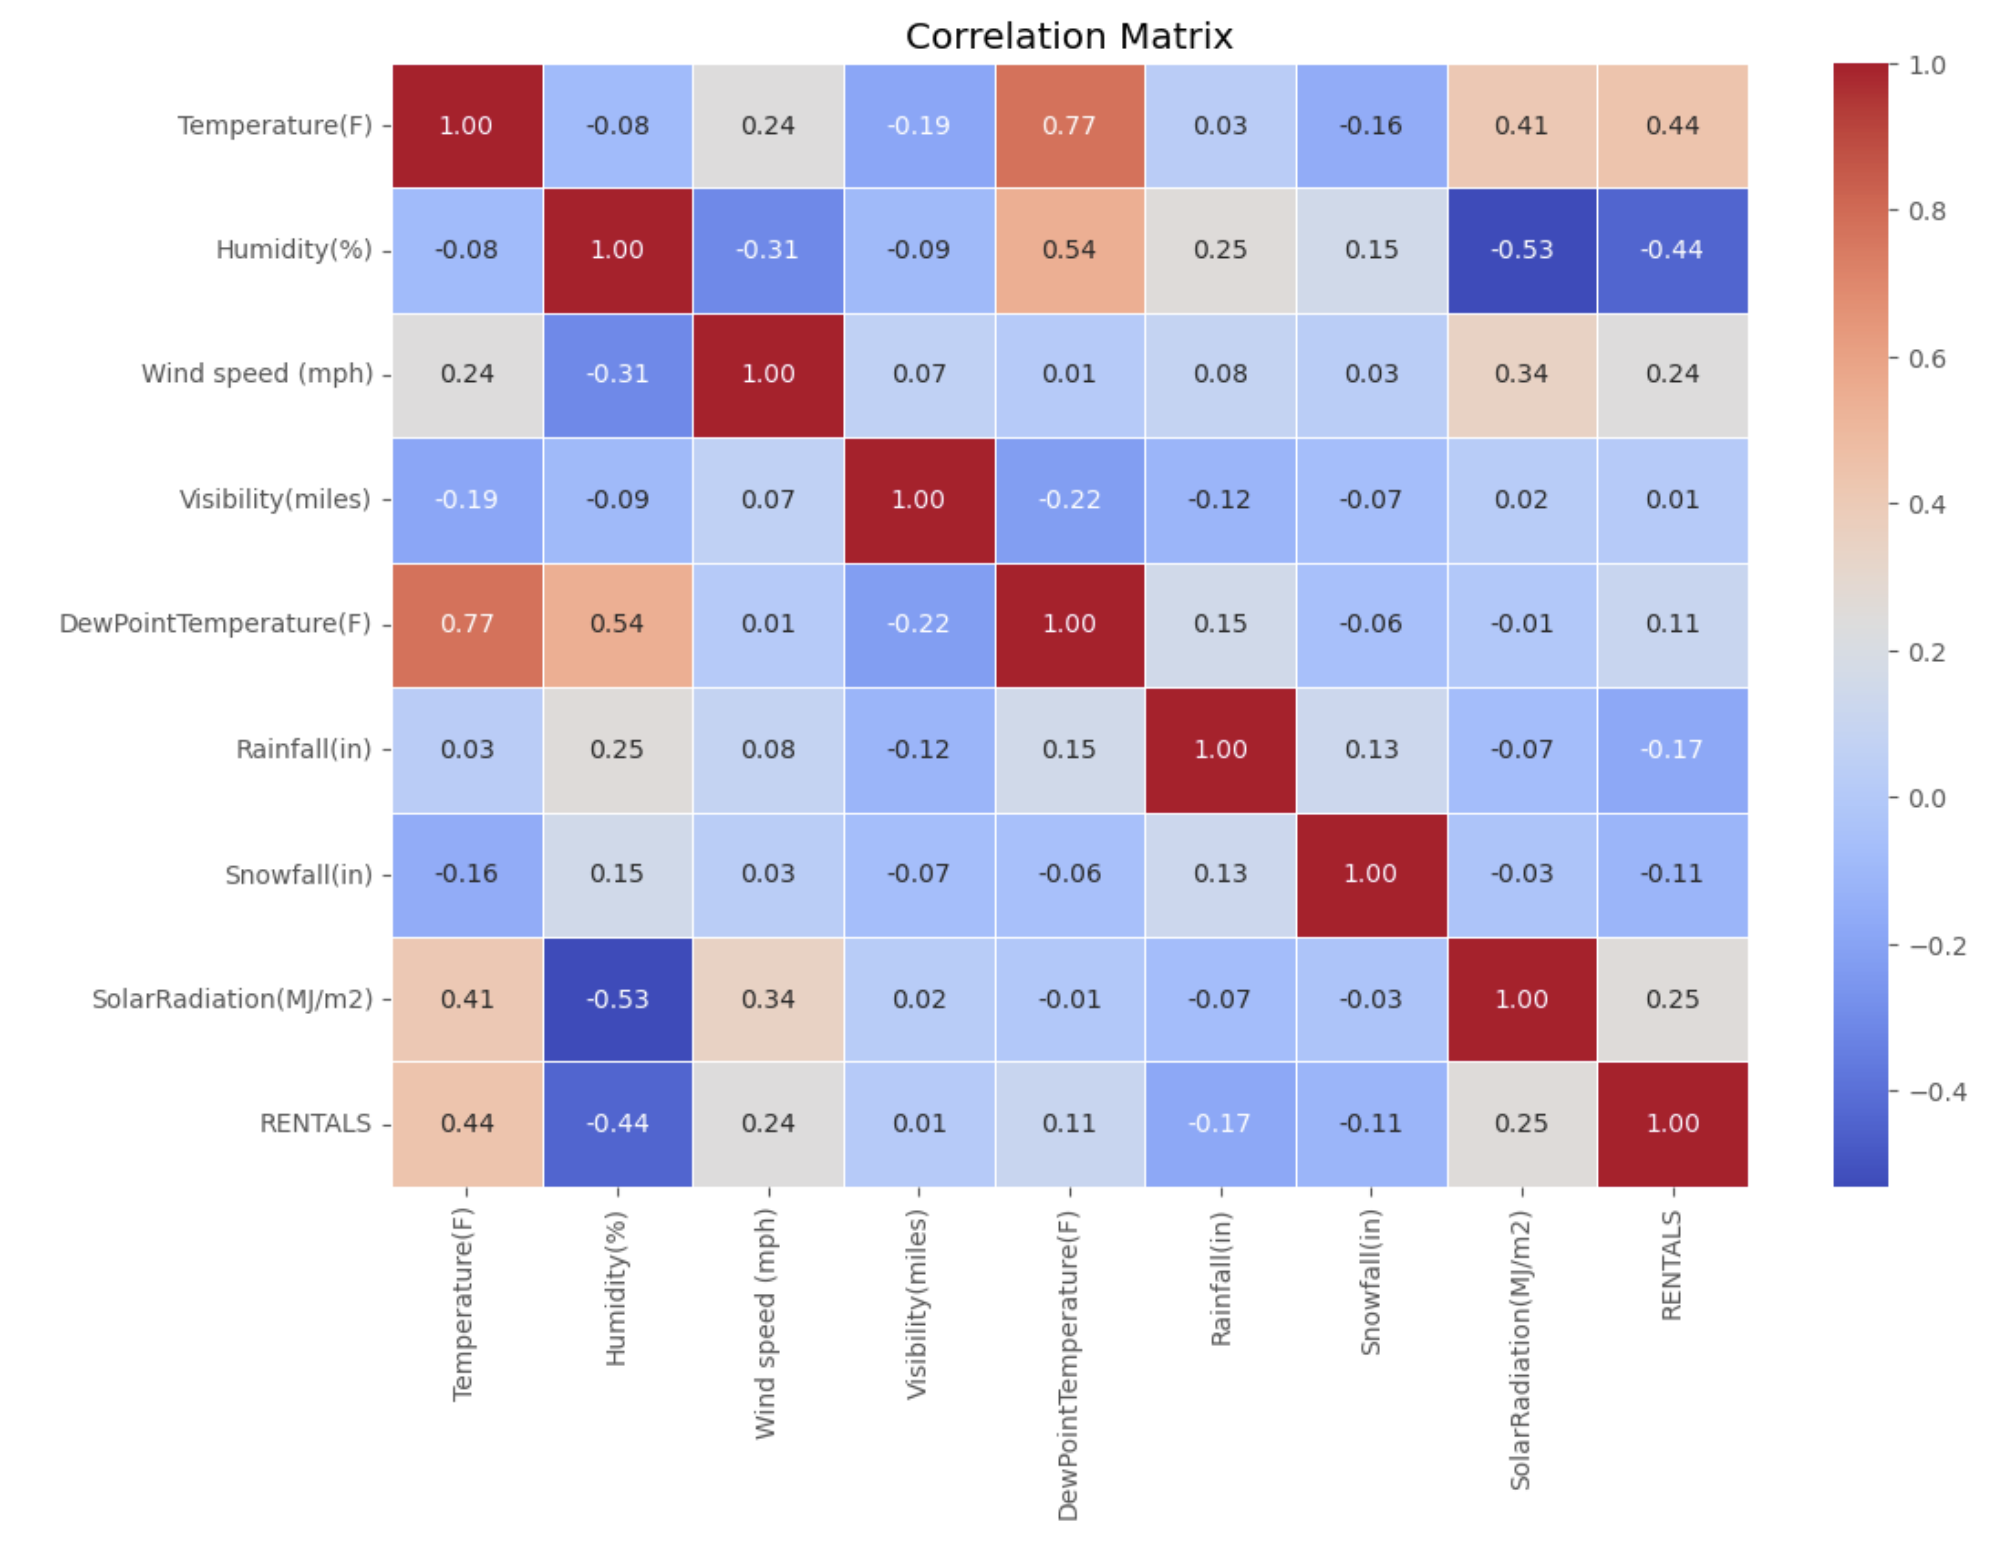 Correlation Matrix
Temperature(F) 1.00 -0.08 0.24 -0.19 0.77 0.03 -0.16 0.41 0.44
Humidity(%) -0.08 1.00 -0.31 -0.09 0.54 0.25 0.15 -0.53 -0.44
Wind speed (mph) 0.24 -0.31 1.00 0.07 0.01 0.08 0.03 0.34 0.24
Visibility(miles) -0.19 -0.09 0.07 1.00 -0.22 -0.12 -0.07 0.02 0.01
DewPointTemperature(F) 0.77 0.54 0.01 -0.22 1.00 0.15 -0.06 -0.01 0.11
Rainfall(in) 0.03 0.25 0.08 -0.12 0.15 1.00 0.13 -0.07 -0.17
Snowfall(in) -0.16 0.15 0.03 -0.07 -0.06 0.13 1.00 -0.03 -0.11
SolarRadiation(MJ/m2) 0.41 -0.53 0.34 0.02 -0.01 -0.07 -0.03 1.00 0.25
RENTALS 0.44 -0.44 0.24 0.01 0.11 -0.17 -0.11 0.25 1.00
Temperature(F)
Humidity(%)
Wind speed (mph)
Visibility(miles)
DewPointTemperature(F)
Rainfall(in)
Snowfall(in)
SolarRadiation(MJ/m2)
RENTALS
1.0
0.8
0.6
0.4
0.2
0.0
−0.2
−0.4